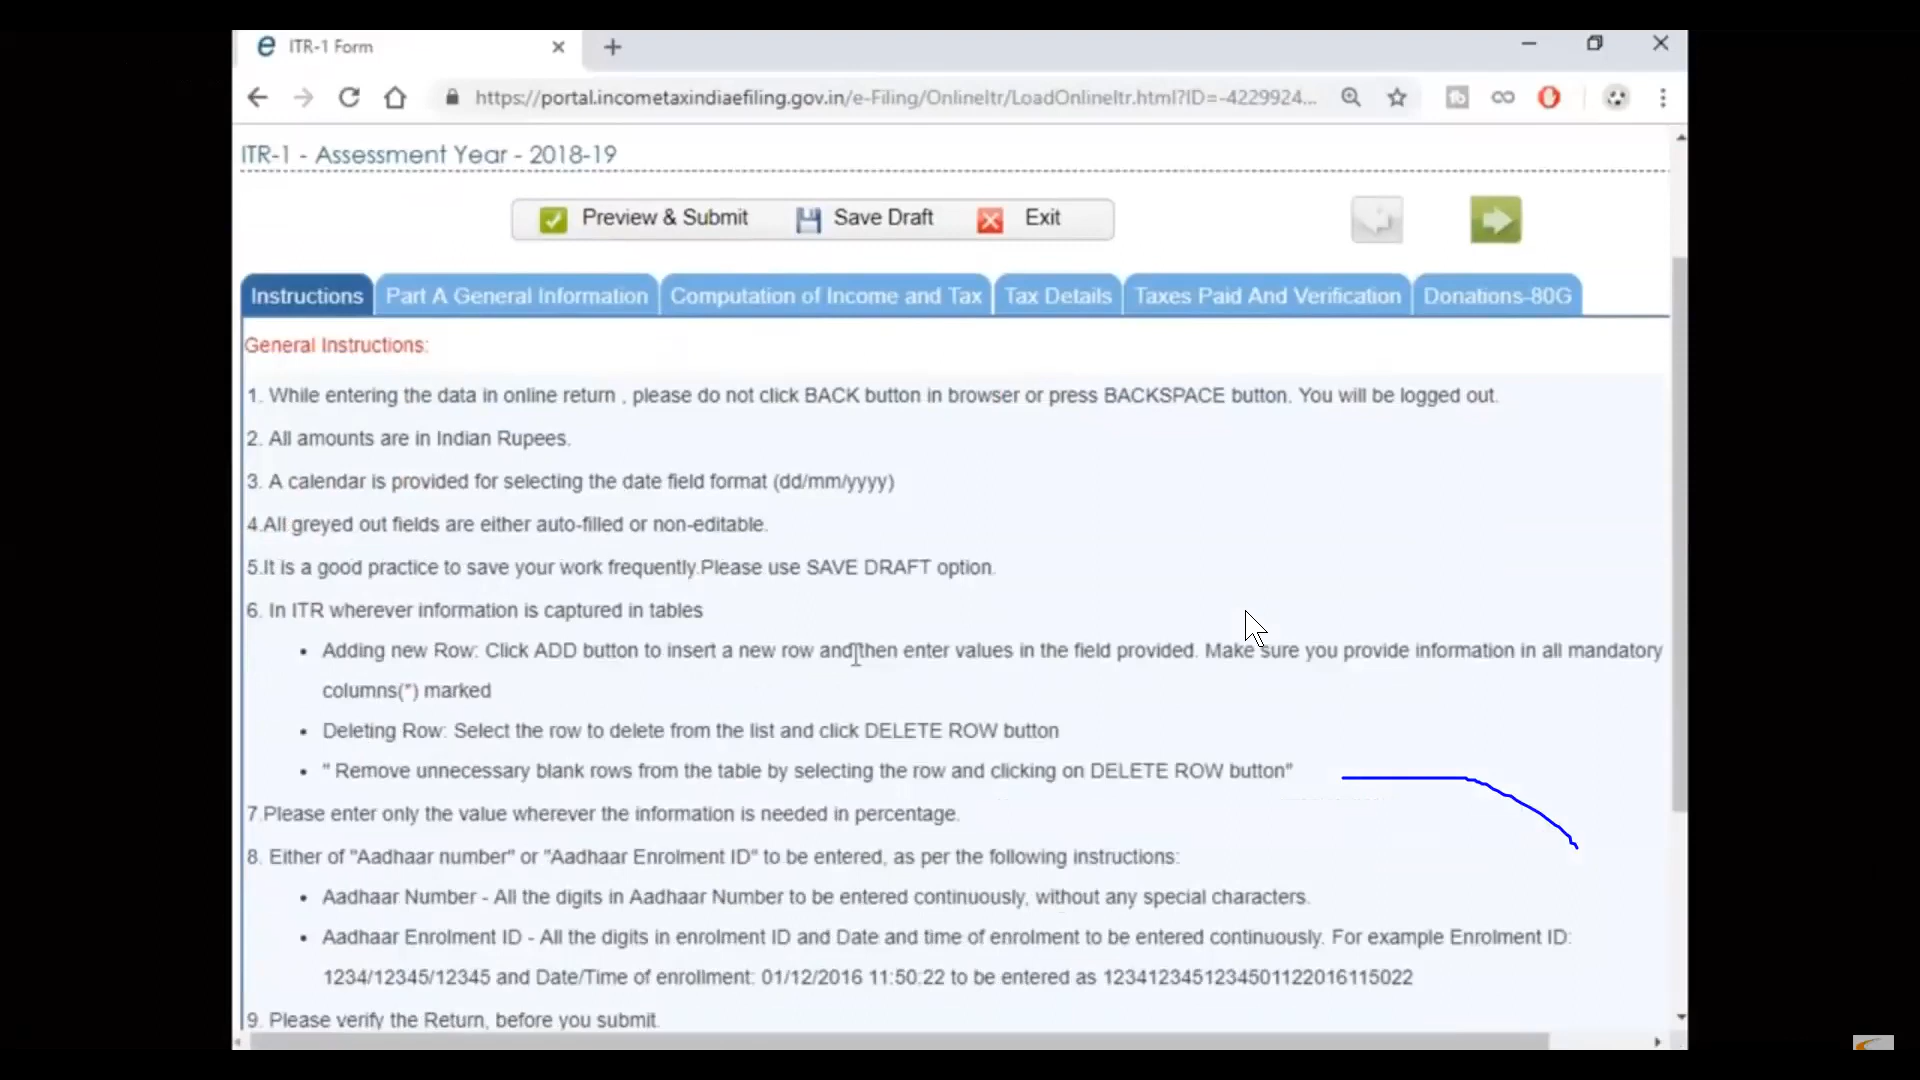 ITR-1 Form
https://portal.incometaxindiaefiling.gov.in/e-Filing/OnlineItr/LoadOnlineItr.html?ID=-4229924...
ITR-1 - Assessment Year - 2018-19
Preview & Submit Save Draft Exit
Instructions Part A General Information Computation of Income and Tax Tax Details Taxes Paid And Verification Donations-80G
General Instructions:
1. While entering the data in online return , please do not click BACK button in browser or press BACKSPACE button. You will be logged out.
2. All amounts are in Indian Rupees.
3. A calendar is provided for selecting the date field format (dd/mm/yyyy)
4.All greyed out fields are either auto-filled or non-editable.
5.It is a good practice to save your work frequently.Please use SAVE DRAFT option.
6. In ITR wherever information is captured in tables
• Adding new Row: Click ADD button to insert a new row and then enter values in the field provided. Make sure you provide information in all mandatory
columns(*) marked
• Deleting Row: Select the row to delete from the list and click DELETE ROW button
• " Remove unnecessary blank rows from the table by selecting the row and clicking on DELETE ROW button"
7.Please enter only the value wherever the information is needed in percentage.
8. Either of "Aadhaar number" or "Aadhaar Enrolment ID" to be entered, as per the following instructions:
• Aadhaar Number - All the digits in Aadhaar Number to be entered continuously, without any special characters.
• Aadhaar Enrolment ID - All the digits in enrolment ID and Date and time of enrolment to be entered continuously. For example Enrolment ID:
1234/12345/12345 and Date/Time of enrollment: 01/12/2016 11:50:22 to be entered as 1234123451234501122016115022
9. Please verify the Return, before you submit.